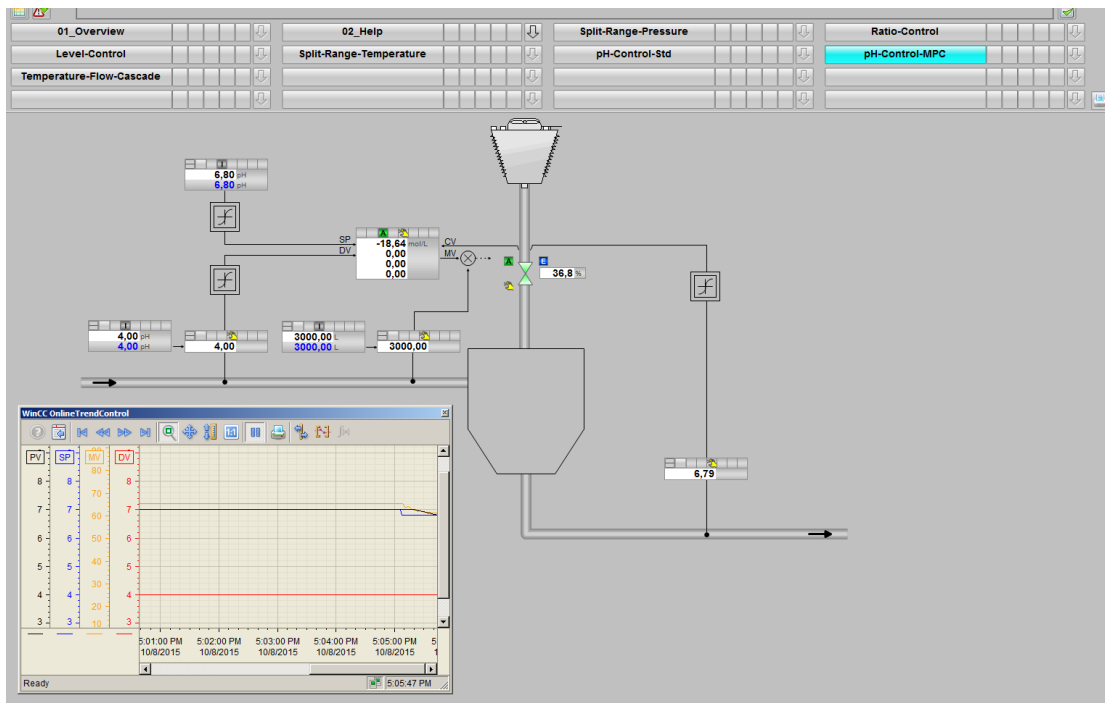 01_Overview 02_Help Split-Range-Pressure Ratio-Control
Level-Control Split-Range-Temperature pH-Control-Std pH-Control-MPC
Temperature-Flow-Cascade
I
6,80 pH
6,80 pH
A
SP -18,64 mol/L CV
DV 0,00 MV
0,00
0,00
A E
36,8 %
I
4,00 pH
4,00 pH
4,00
I
3000,00 L
3000,00 L
3000,00
6,79
WinCC OnlineTrendControl
PV SP MV DV
90
80
8 8 8
70
7 7 7
60
6 6 6
50
5 5 40 5
30
4 4 4
20
3 3 10 3
5:01:00 PM 5:02:00 PM 5:03:00 PM 5:04:00 PM 5:05:00 PM 5
10/8/2015 10/8/2015 10/8/2015 10/8/2015 10/8/2015 1
Ready 5:05:47 PM